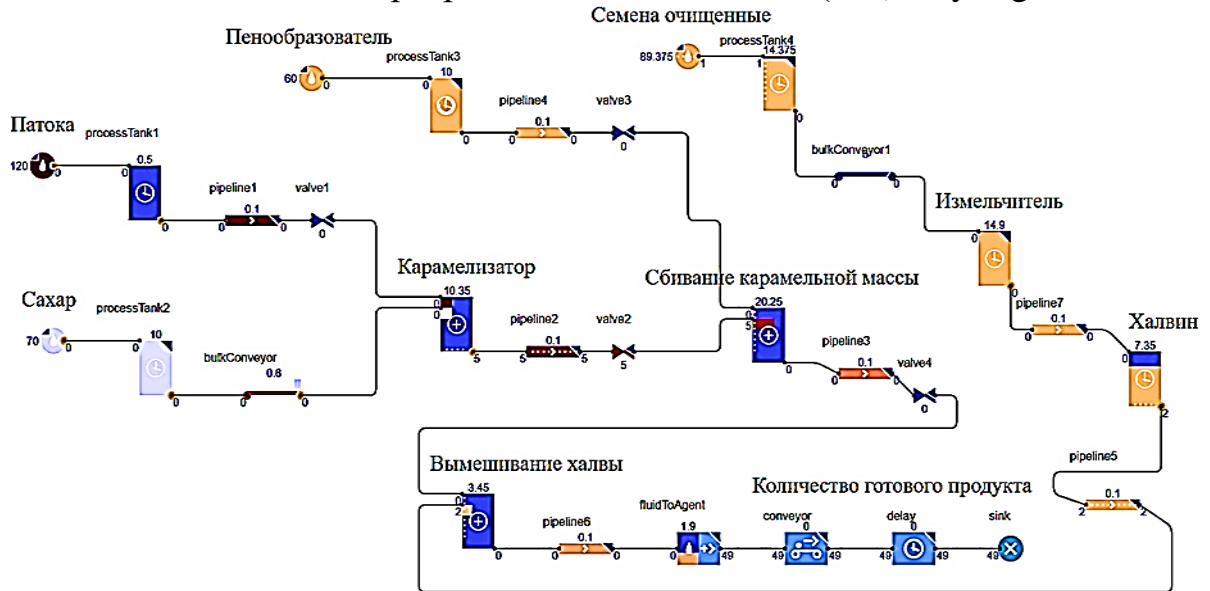 Семена очищенные
Пенообразователь
processTank4
14.375
89.375
1
1
0
processTank3
10
60
0
0
0
pipeline4
0.1
0
0
valve3
0
Патока
processTank1
0.5
120
0
0
0
pipeline1
0.1
0
0
valve1
0
bulkConveyor1
0
0
Измельчитель
14.9
0
0
Карамелизатор
10.35
0
0
5
Сбивание карамельной массы
20.25
0
5
0
pipeline7
0.1
0
0
Халвин
7.35
0
2
Сахар
processTank2
10
70
0
0
0
bulkConveyor
0.6
0
0
pipeline2
0.1
5
5
valve2
5
pipeline3
0.1
0
0
valve4
0
Вымешивание халвы
3.45
0
2
0
pipeline6
0.1
0
0
fluidToAgent
1.9
0
49
Количество готового продукта
conveyor
0
49
49
delay
0
49
49
sink
49
pipeline5
0.1
2
2